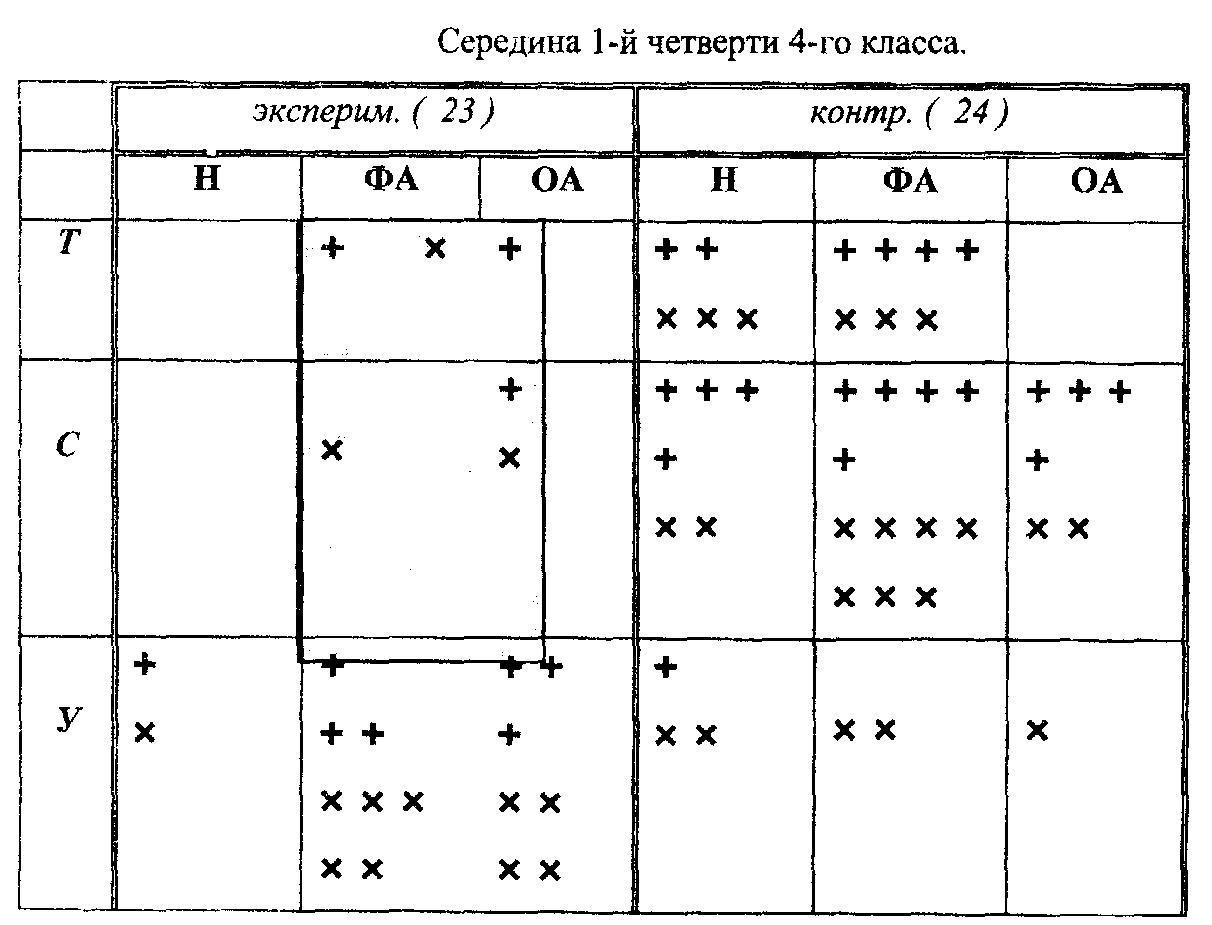 Середина 1-й четверти 4-го класса.
эксперим. ( 23 ) контр. ( 24 )
Н ФА ОА Н ФА ОА
Т + × + + + + + + +
× × × × × ×
+ + + + + + + + + + +
С × × + + +
× × × × × × × ×
× × ×
+ + + + +
У × + + + × × × × ×
× × × × ×
× × × ×